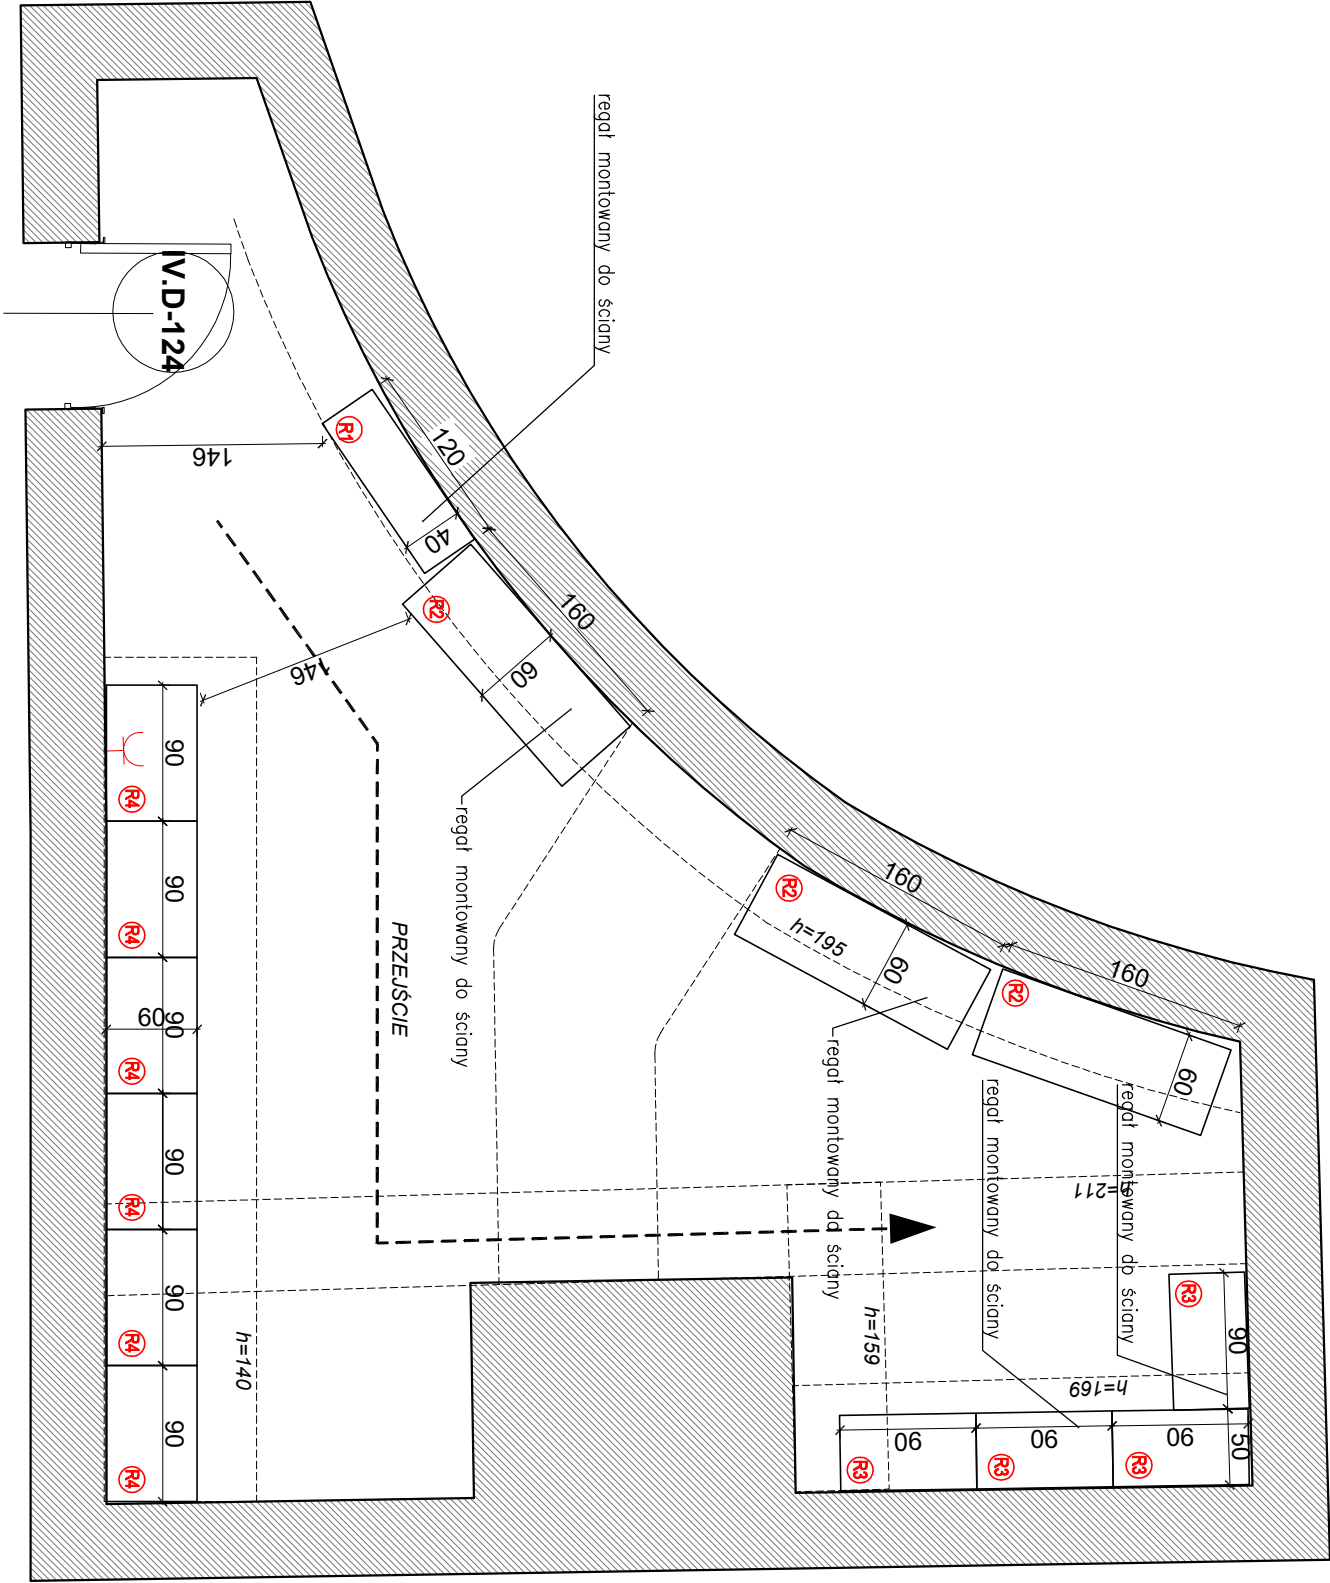 regał montowany do ściany
IV.D-124
R1
120
146
40
160
R2
60
146
regał montowany do ściany
160
R2
h=195
60
regał montowany do ściany
160
R2
60
regał montowany do ściany
regał montowany do ściany
PRZEJŚCIE
90
R4
90
R4
90
60
R4
90
R4
90
R4
90
R4
h=140
h=211
h=159
h=169
R3
90
50
90
R3
90
R3
90
R3